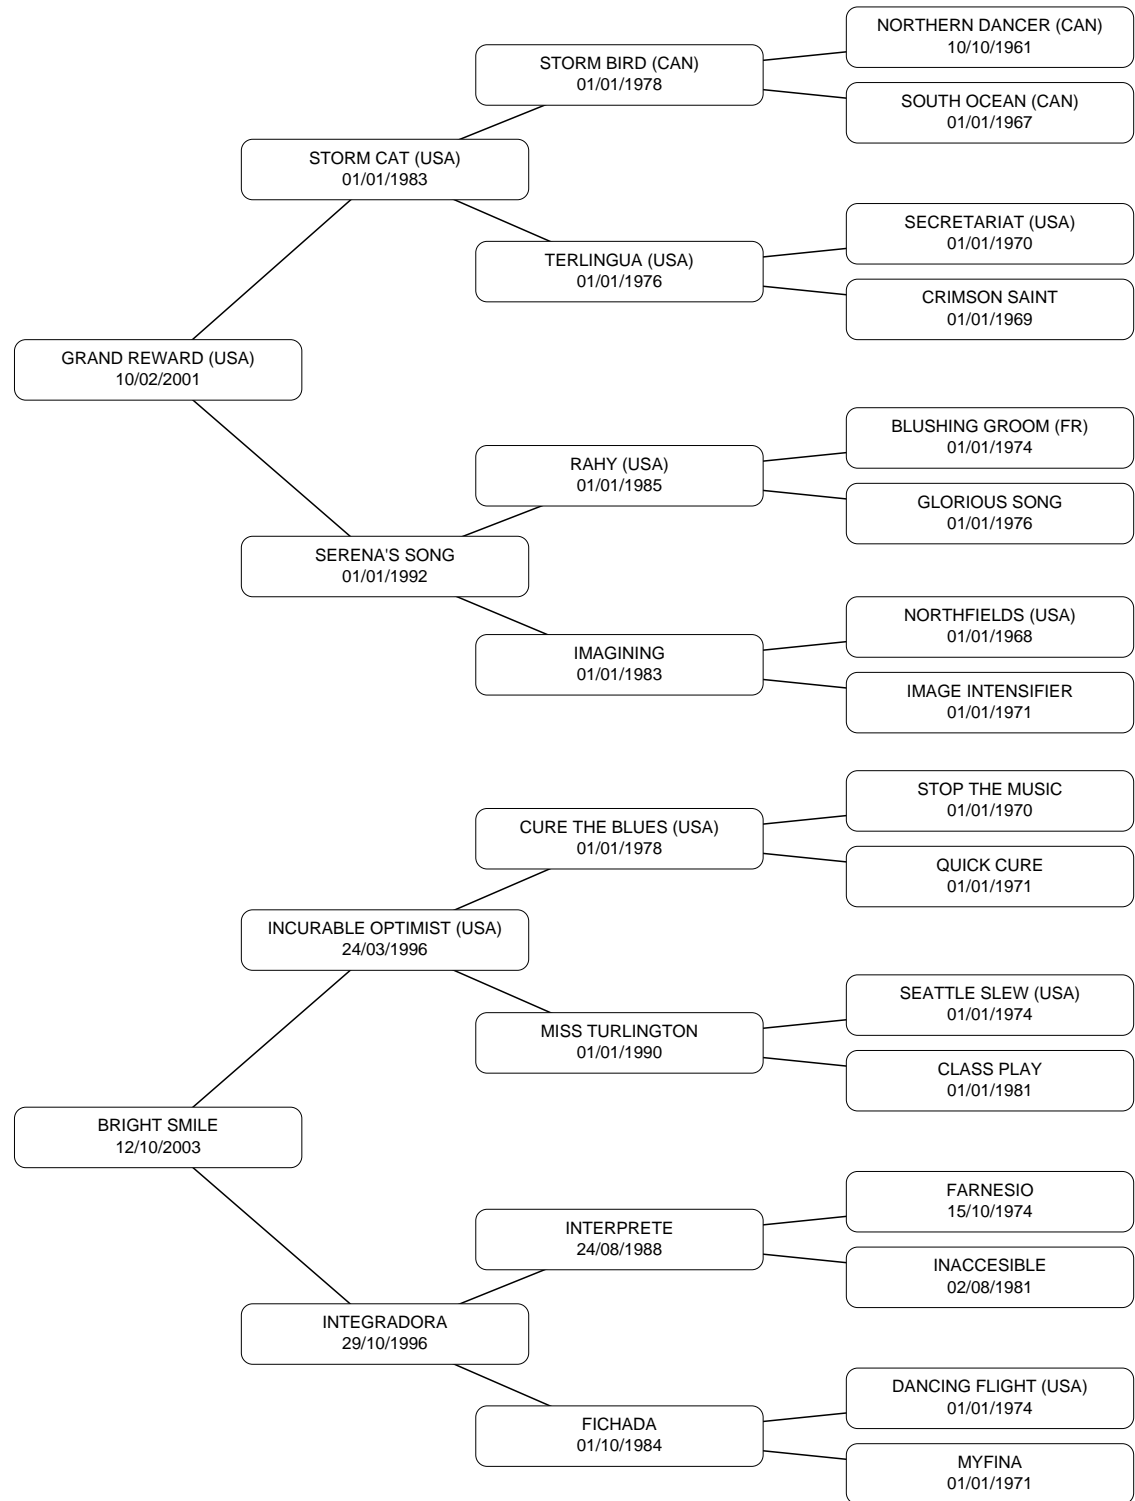 NORTHERN DANCER (CAN)
10/10/1961
STORM BIRD (CAN)
01/01/1978
SOUTH OCEAN (CAN)
01/01/1967
STORM CAT (USA)
01/01/1983
SECRETARIAT (USA)
01/01/1970
TERLINGUA (USA)
01/01/1976
CRIMSON SAINT
01/01/1969
GRAND REWARD (USA)
10/02/2001
BLUSHING GROOM (FR)
01/01/1974
RAHY (USA)
01/01/1985
GLORIOUS SONG
01/01/1976
SERENA'S SONG
01/01/1992
NORTHFIELDS (USA)
01/01/1968
IMAGINING
01/01/1983
IMAGE INTENSIFIER
01/01/1971
STOP THE MUSIC
01/01/1970
CURE THE BLUES (USA)
01/01/1978
QUICK CURE
01/01/1971
INCURABLE OPTIMIST (USA)
24/03/1996
SEATTLE SLEW (USA)
01/01/1974
MISS TURLINGTON
01/01/1990
CLASS PLAY
01/01/1981
BRIGHT SMILE
12/10/2003
FARNESIO
15/10/1974
INTERPRETE
24/08/1988
INACCESIBLE
02/08/1981
INTEGRADORA
29/10/1996
DANCING FLIGHT (USA)
01/01/1974
FICHADA
01/10/1984
MYFINA
01/01/1971